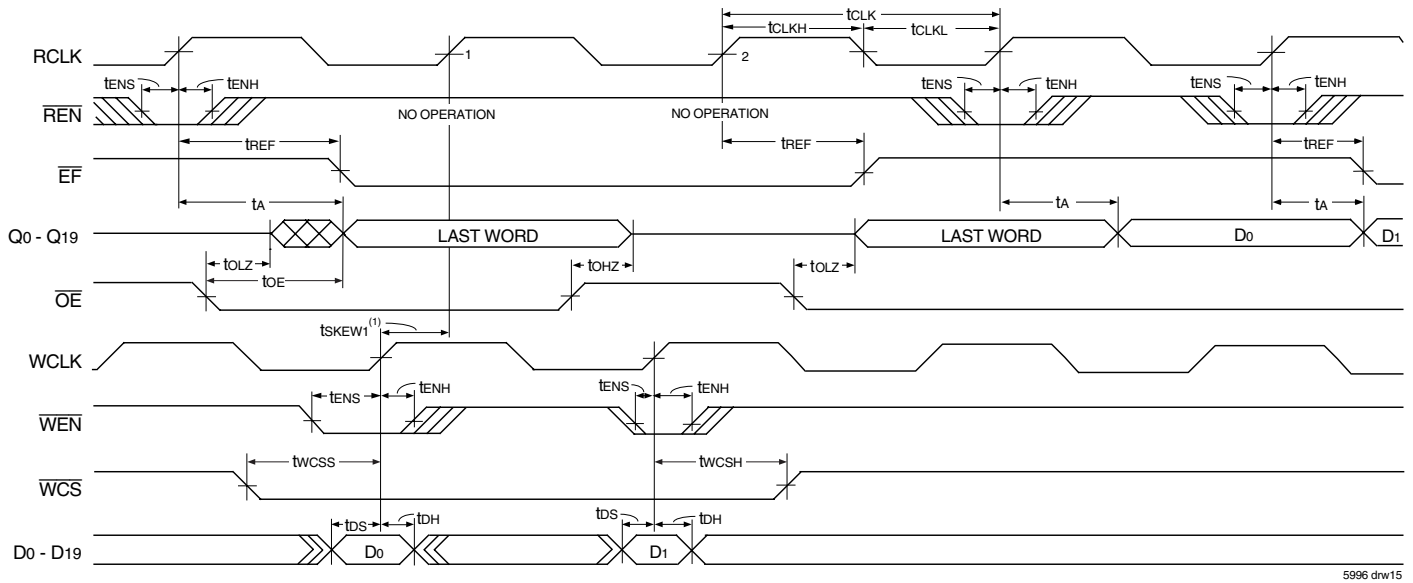 tCLK
tCLKH tCLKL
RCLK 1 2
tENS tENH tENS tENH tENS tENH
REN NO OPERATION NO OPERATION
tREF tREF tREF
EF
tA tA tA
Q0 - Q19 LAST WORD LAST WORD D0 D1
tOLZ tOHZ tOLZ
tOE
OE
tSKEW1(1)
WCLK
tENS tENH tENS tENH
WEN
tWCSS tWCSH
WCS
tDS tDH tDS tDH
D0 - D19 D0 D1
5996 drw15